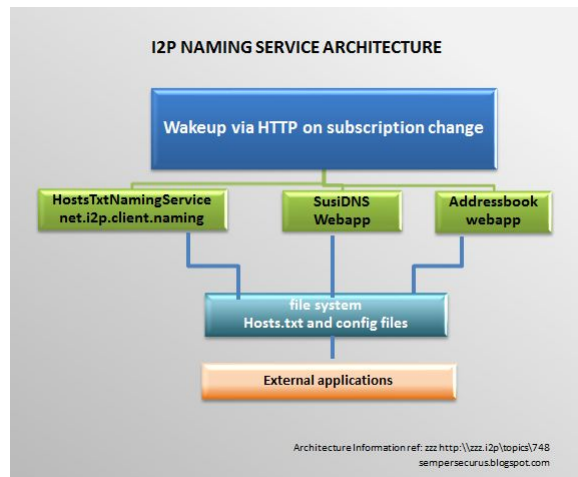 I2P NAMING SERVICE ARCHITECTURE
Wakeup via HTTP on subscription change
HostsTxtNamingService
net.i2p.client.naming
SusiDNS
Webapp
Addressbook
webapp
file system
Hosts.txt and config files
External applications
Architecture Information ref: zzz http:\\zzz.i2p\topics\748
sempersecurus.blogspot.com